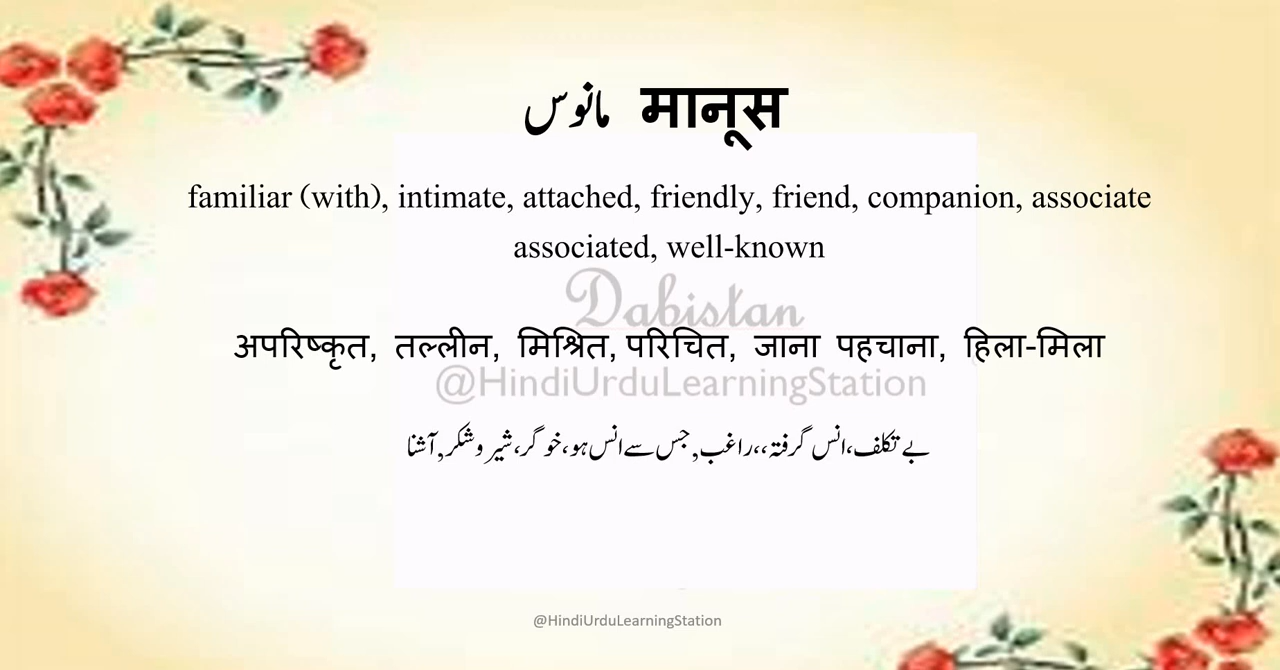 مانوس मानूस
familiar (with), intimate, attached, friendly, friend, companion, associate
associated, well-known
Dabistan
अपरिष्कृत, तल्लीन, मिश्रित, परिचित, जाना पहचाना, हिला-मिला
@HindiUrduLearningStation
بے تکلف،انس گرفتہ،،راغب,جس سے انس ہو،خو گر،شیر و شکر,آشنا
@HindiUrduLearningStation